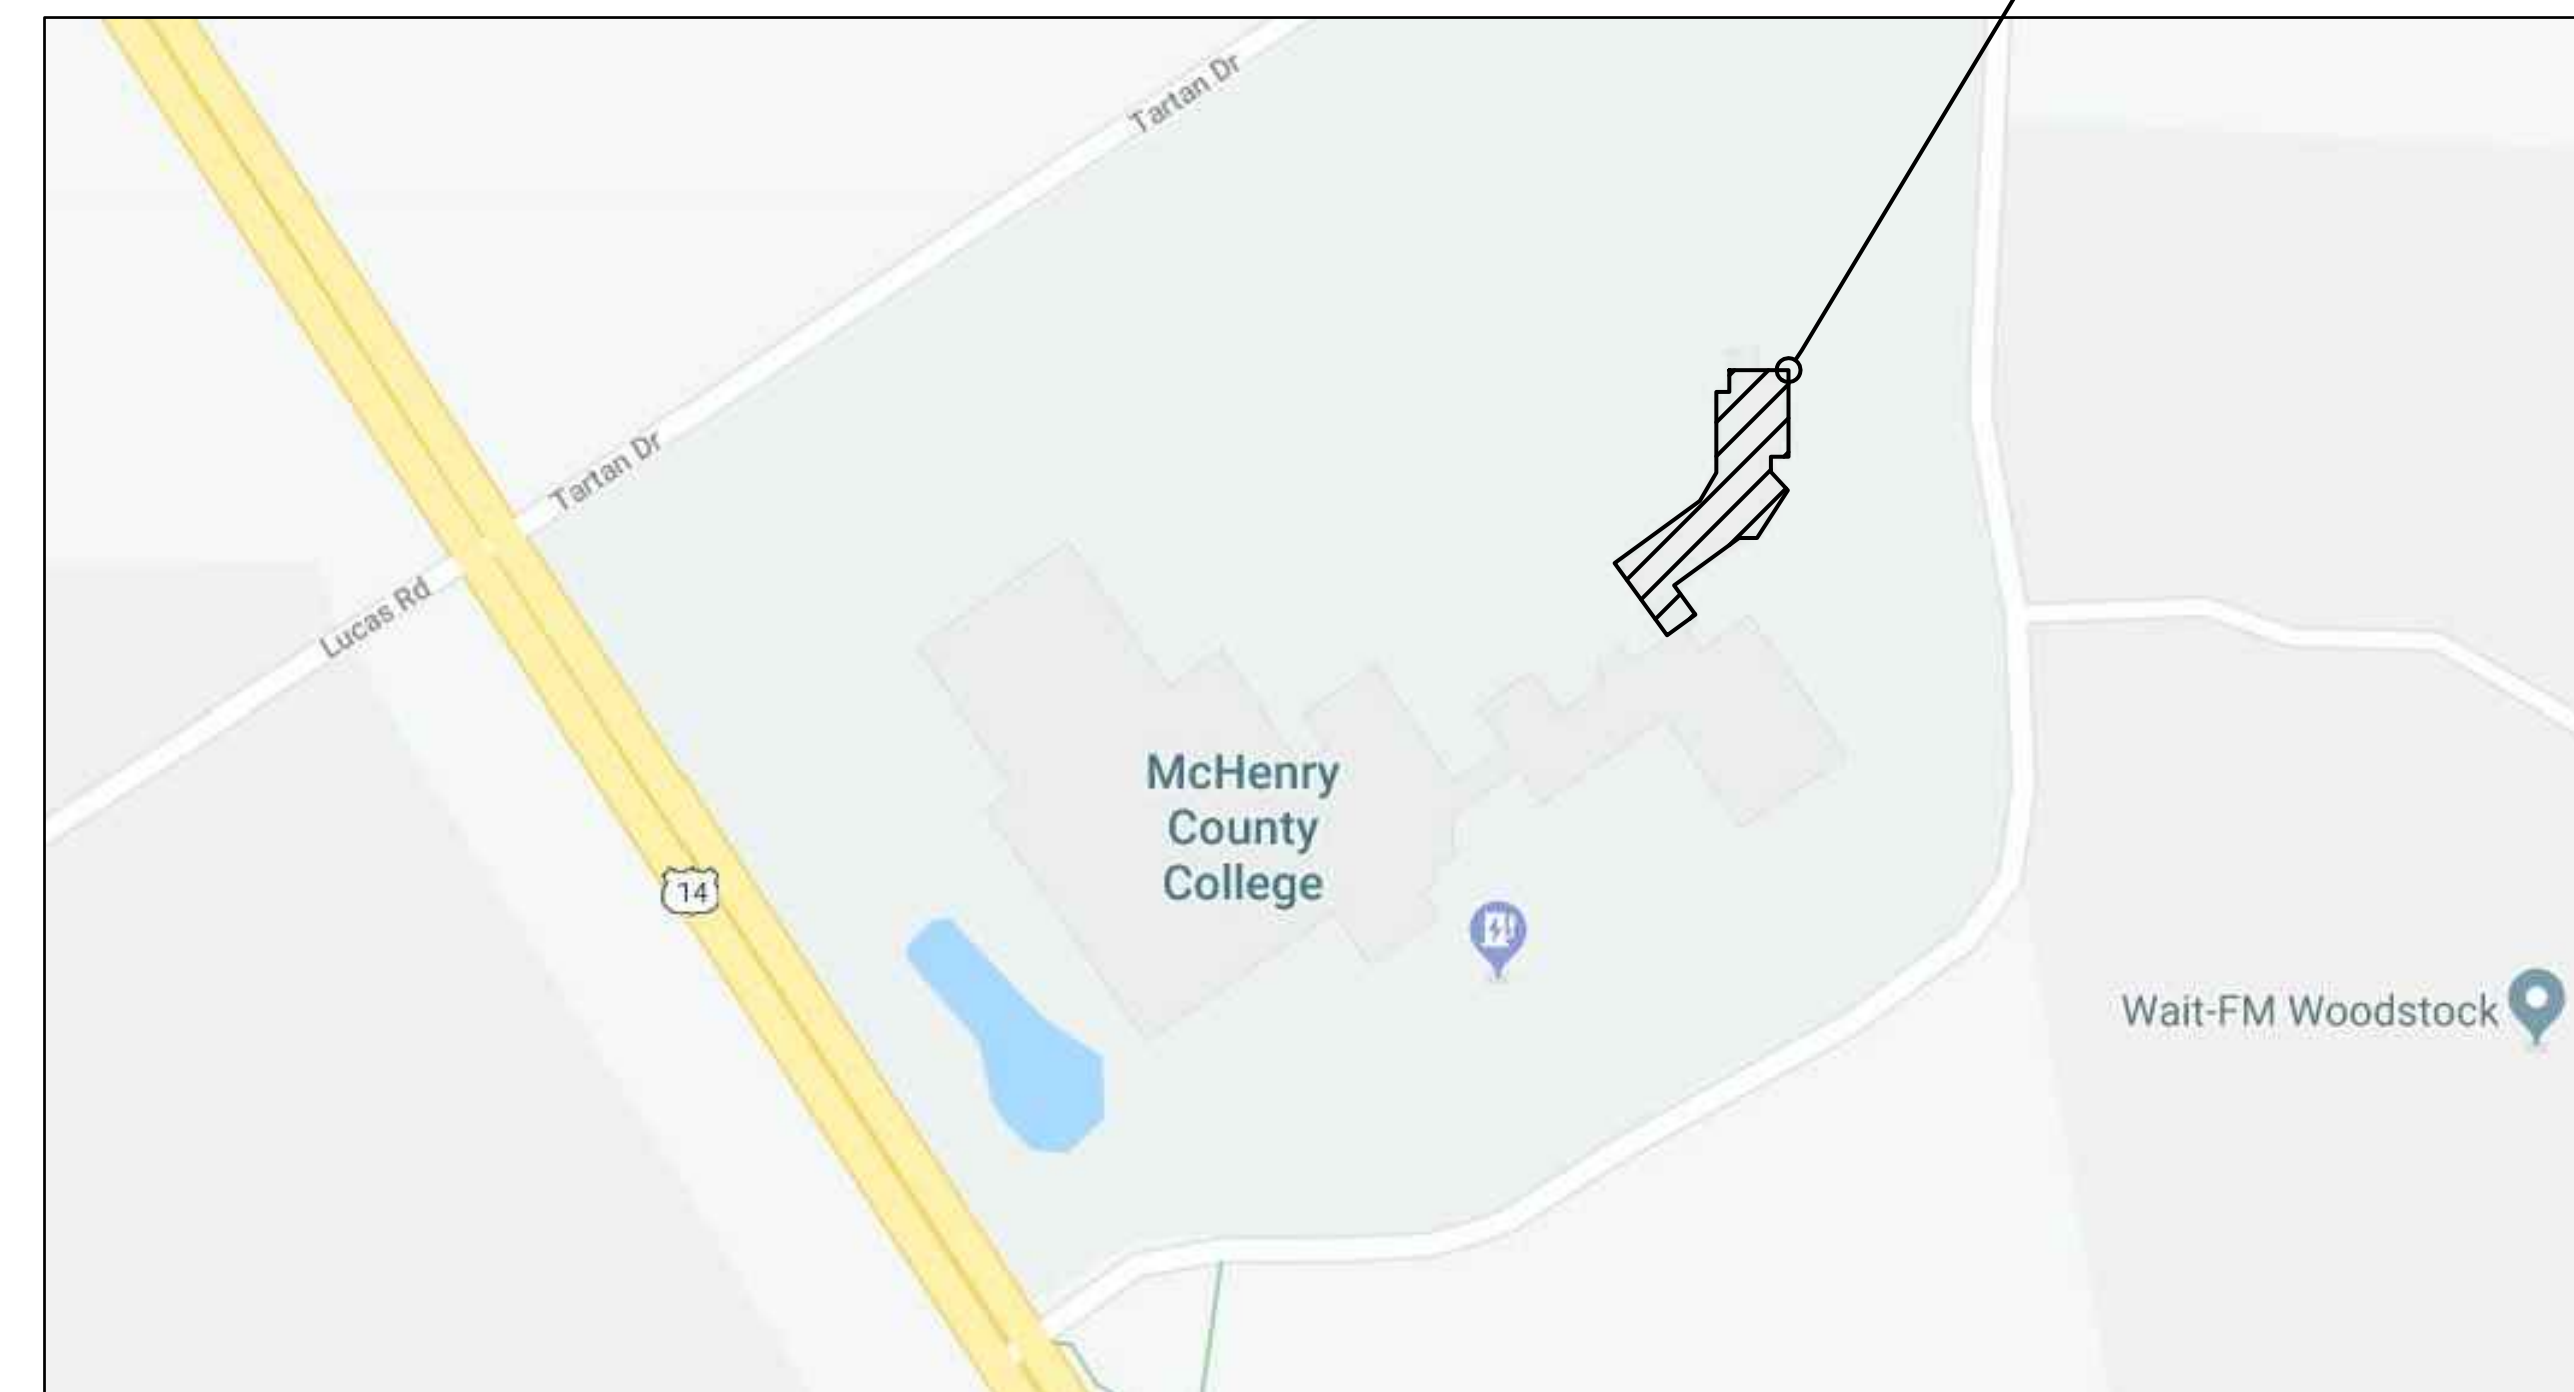 Tartan Dr
Tartan Dr
Lucas Rd
McHenry
County
College
14
Wait-FM Woodstock